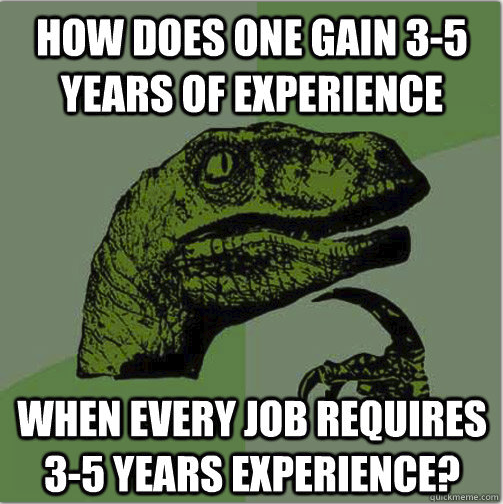 HOW DOES ONE GAIN 3-5
YEARS OF EXPERIENCE
WHEN EVERY JOB REQUIRES
3-5 YEARS EXPERIENCE?
quickmeme.com